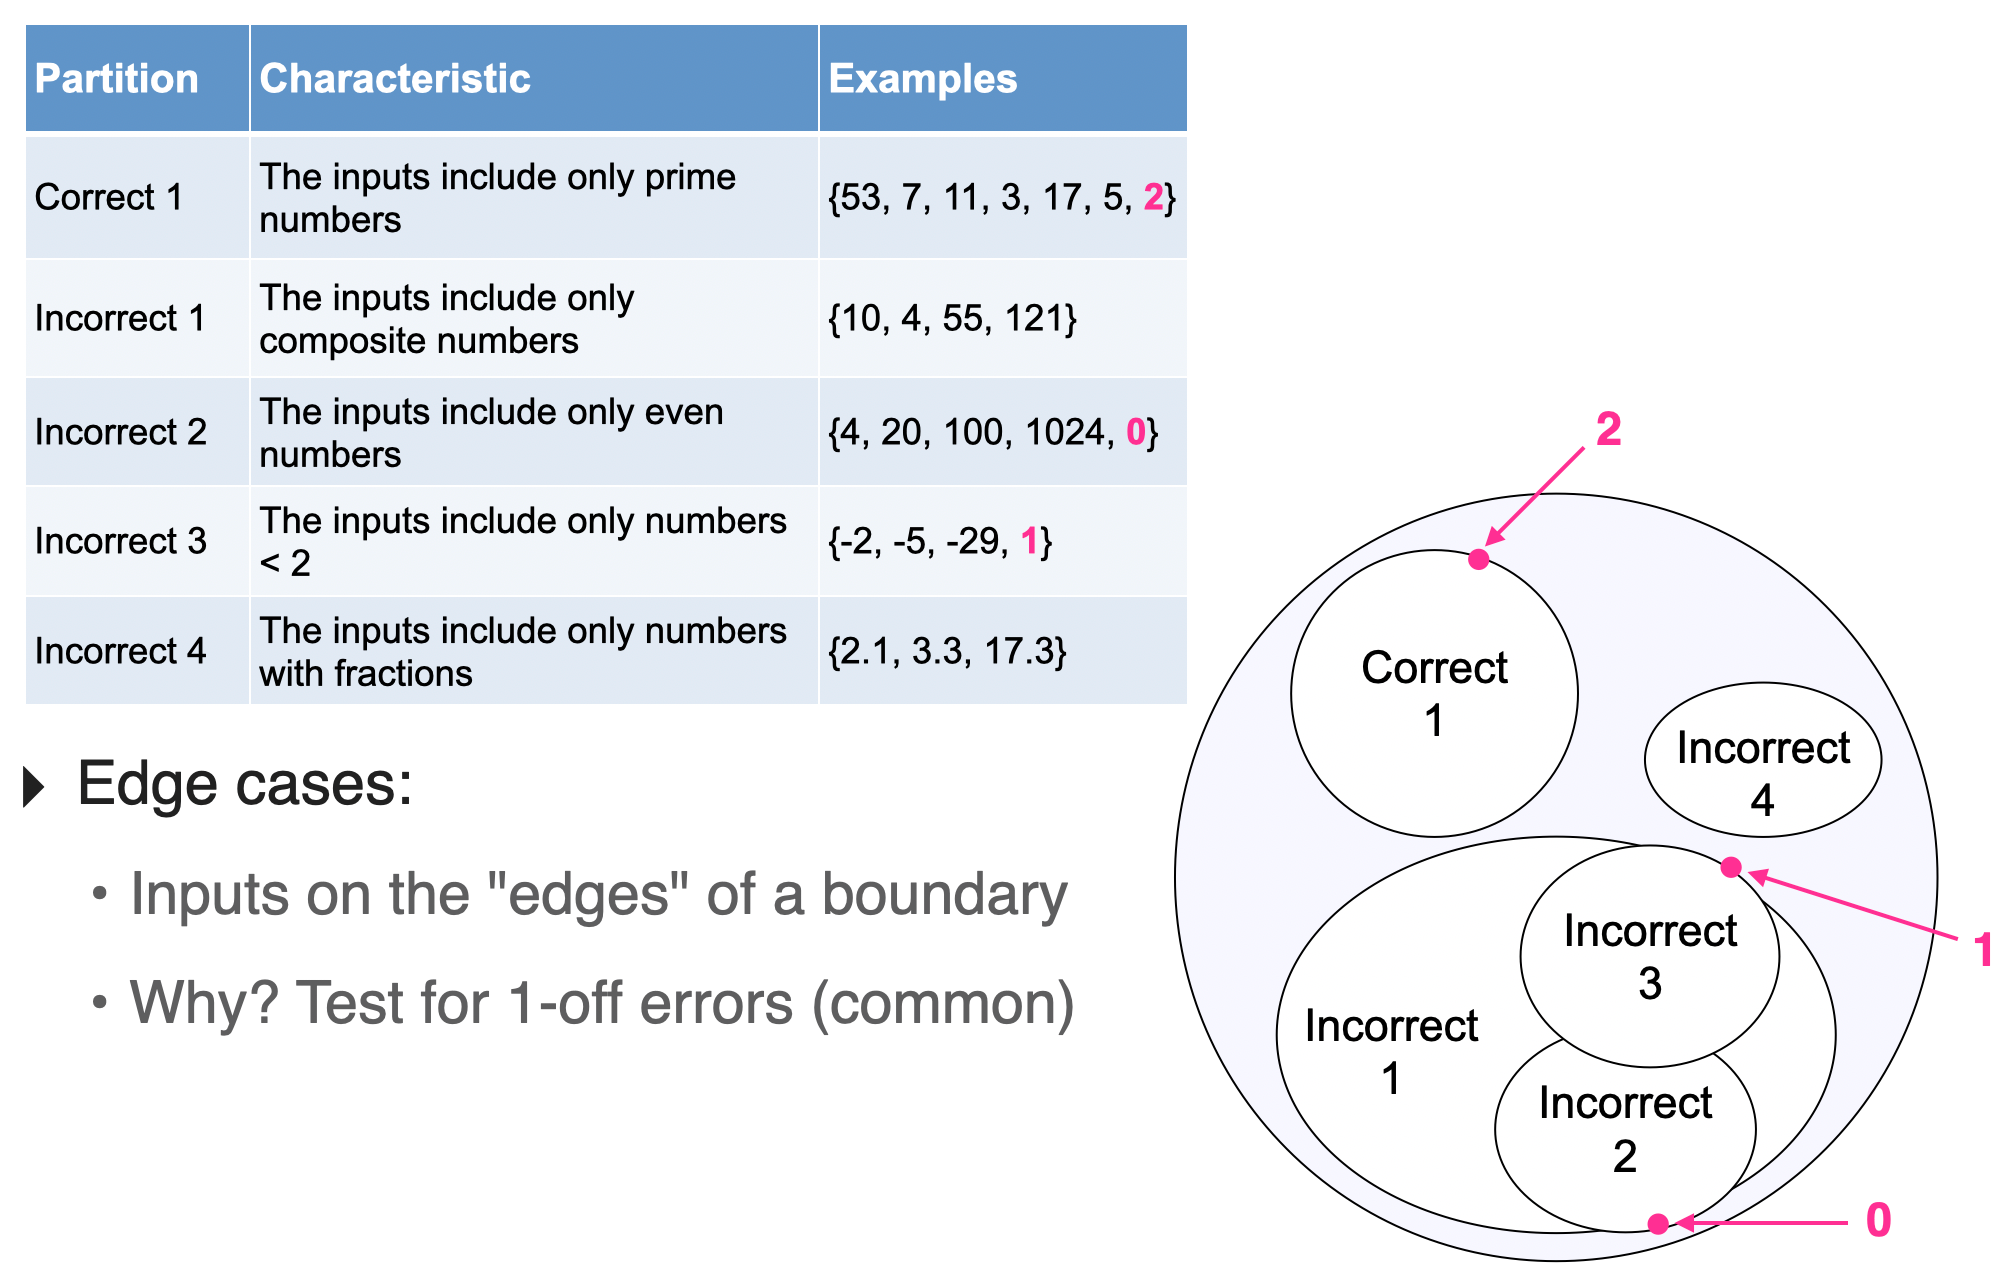 Partition Characteristic Examples
Correct 1 The inputs include only prime {53, 7, 11, 3, 17, 5, 2}
numbers
Incorrect 1 The inputs include only {10, 4, 55, 121}
composite numbers
Incorrect 2 The inputs include only even {4, 20, 100, 1024, 0}
numbers
Incorrect 3 The inputs include only numbers {-2, -5, -29, 1}
< 2
Incorrect 4 The inputs include only numbers {2.1, 3.3, 17.3}
with fractions
Edge cases:
• Inputs on the "edges" of a boundary
• Why? Test for 1-off errors (common)
2
Correct
1
Incorrect
4
Incorrect
3
1
Incorrect
1
Incorrect
2
0